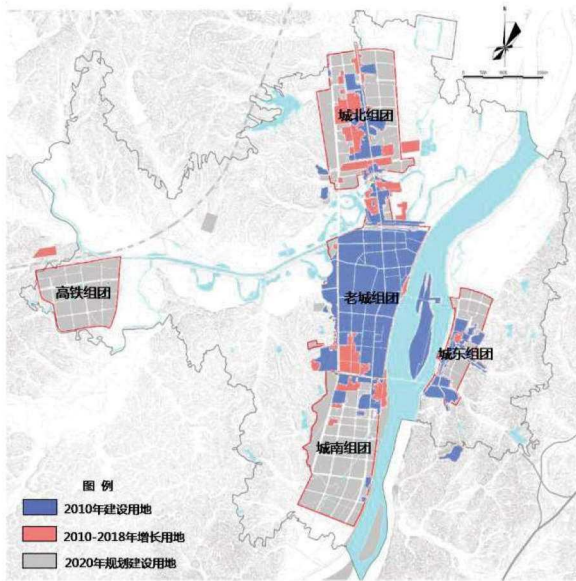 城北组团
高铁组团
老城组团
城东组团
城南组团
图 例
2010年建设用地
2010-2018年增长用地
2020年规划建设用地